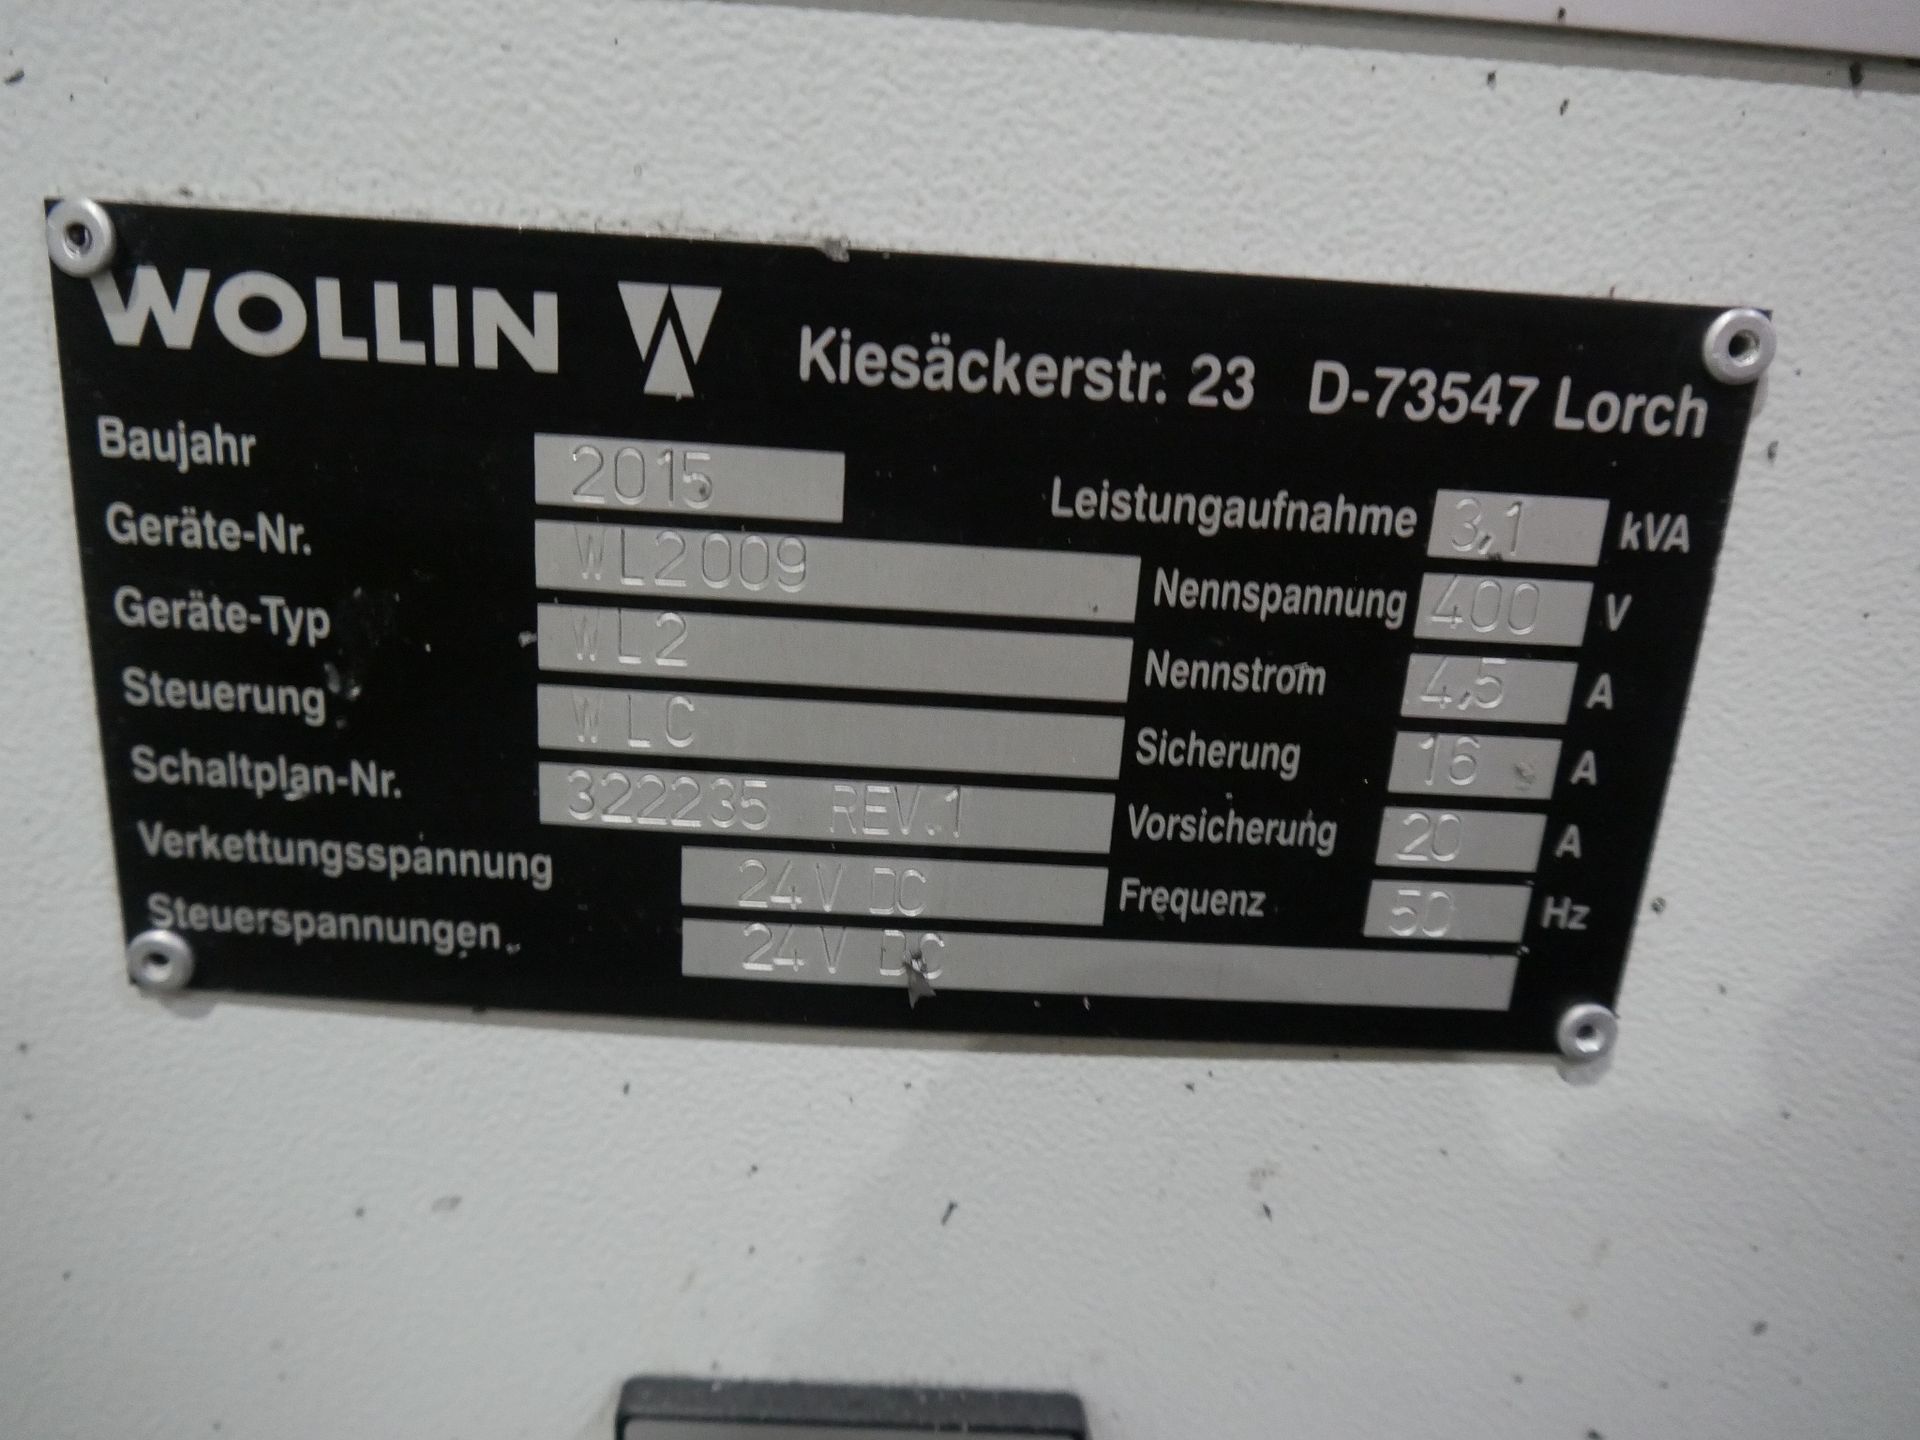 WOLLIN Kiesäckerstr. 23 D-73547 Lorch
Baujahr 2015
Geräte-Nr. WL2009
Geräte-Typ WL2
Steuerung WLC
Schaltplan-Nr. 322235 REV.1
Verkettungsspannung 24V DC
Steuerspannungen 24V DC
Leistungaufnahme 3,1 kVA
Nennspannung 400 V
Nennstrom 4,5 A
Sicherung 16 A
Vorsicherung 20 A
Frequenz 50 Hz